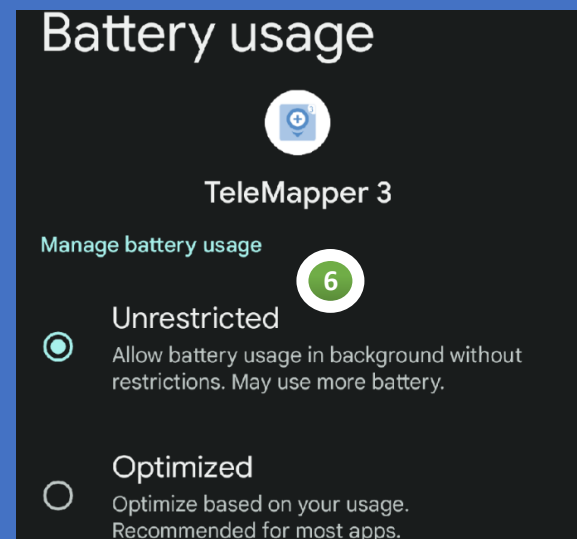 Battery usage
TeleMapper 3
Manage battery usage
6
Unrestricted
Allow battery usage in background without
restrictions. May use more battery.
Optimized
Optimize based on your usage.
Recommended for most apps.